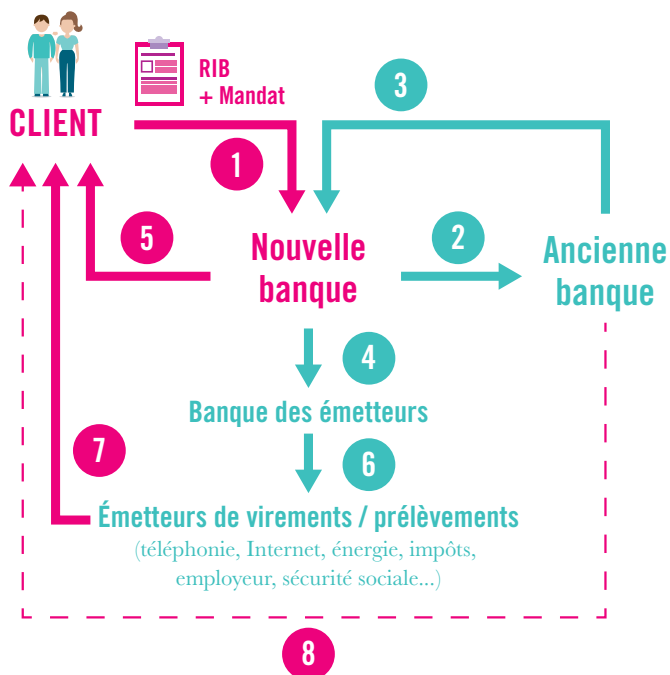 RIB
+ Mandat
CLIENT
3
1
5
2
Nouvelle
banque
Ancienne
banque
4
Banque des émetteurs
7
6
Émetteurs de virements / prélèvements
(téléphonie, Internet, énergie, impôts,
employeur, sécurité sociale...)
8